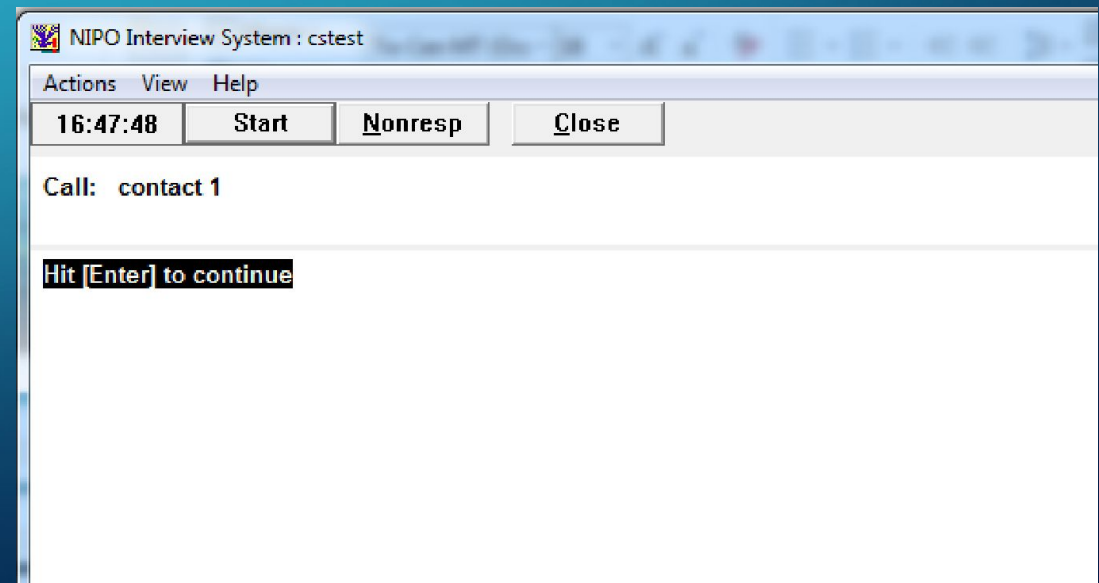 NIPO Interview System : cstest
Actions View Help
16:47:48 Start Nonresp Close
Call: contact 1
Hit [Enter] to continue